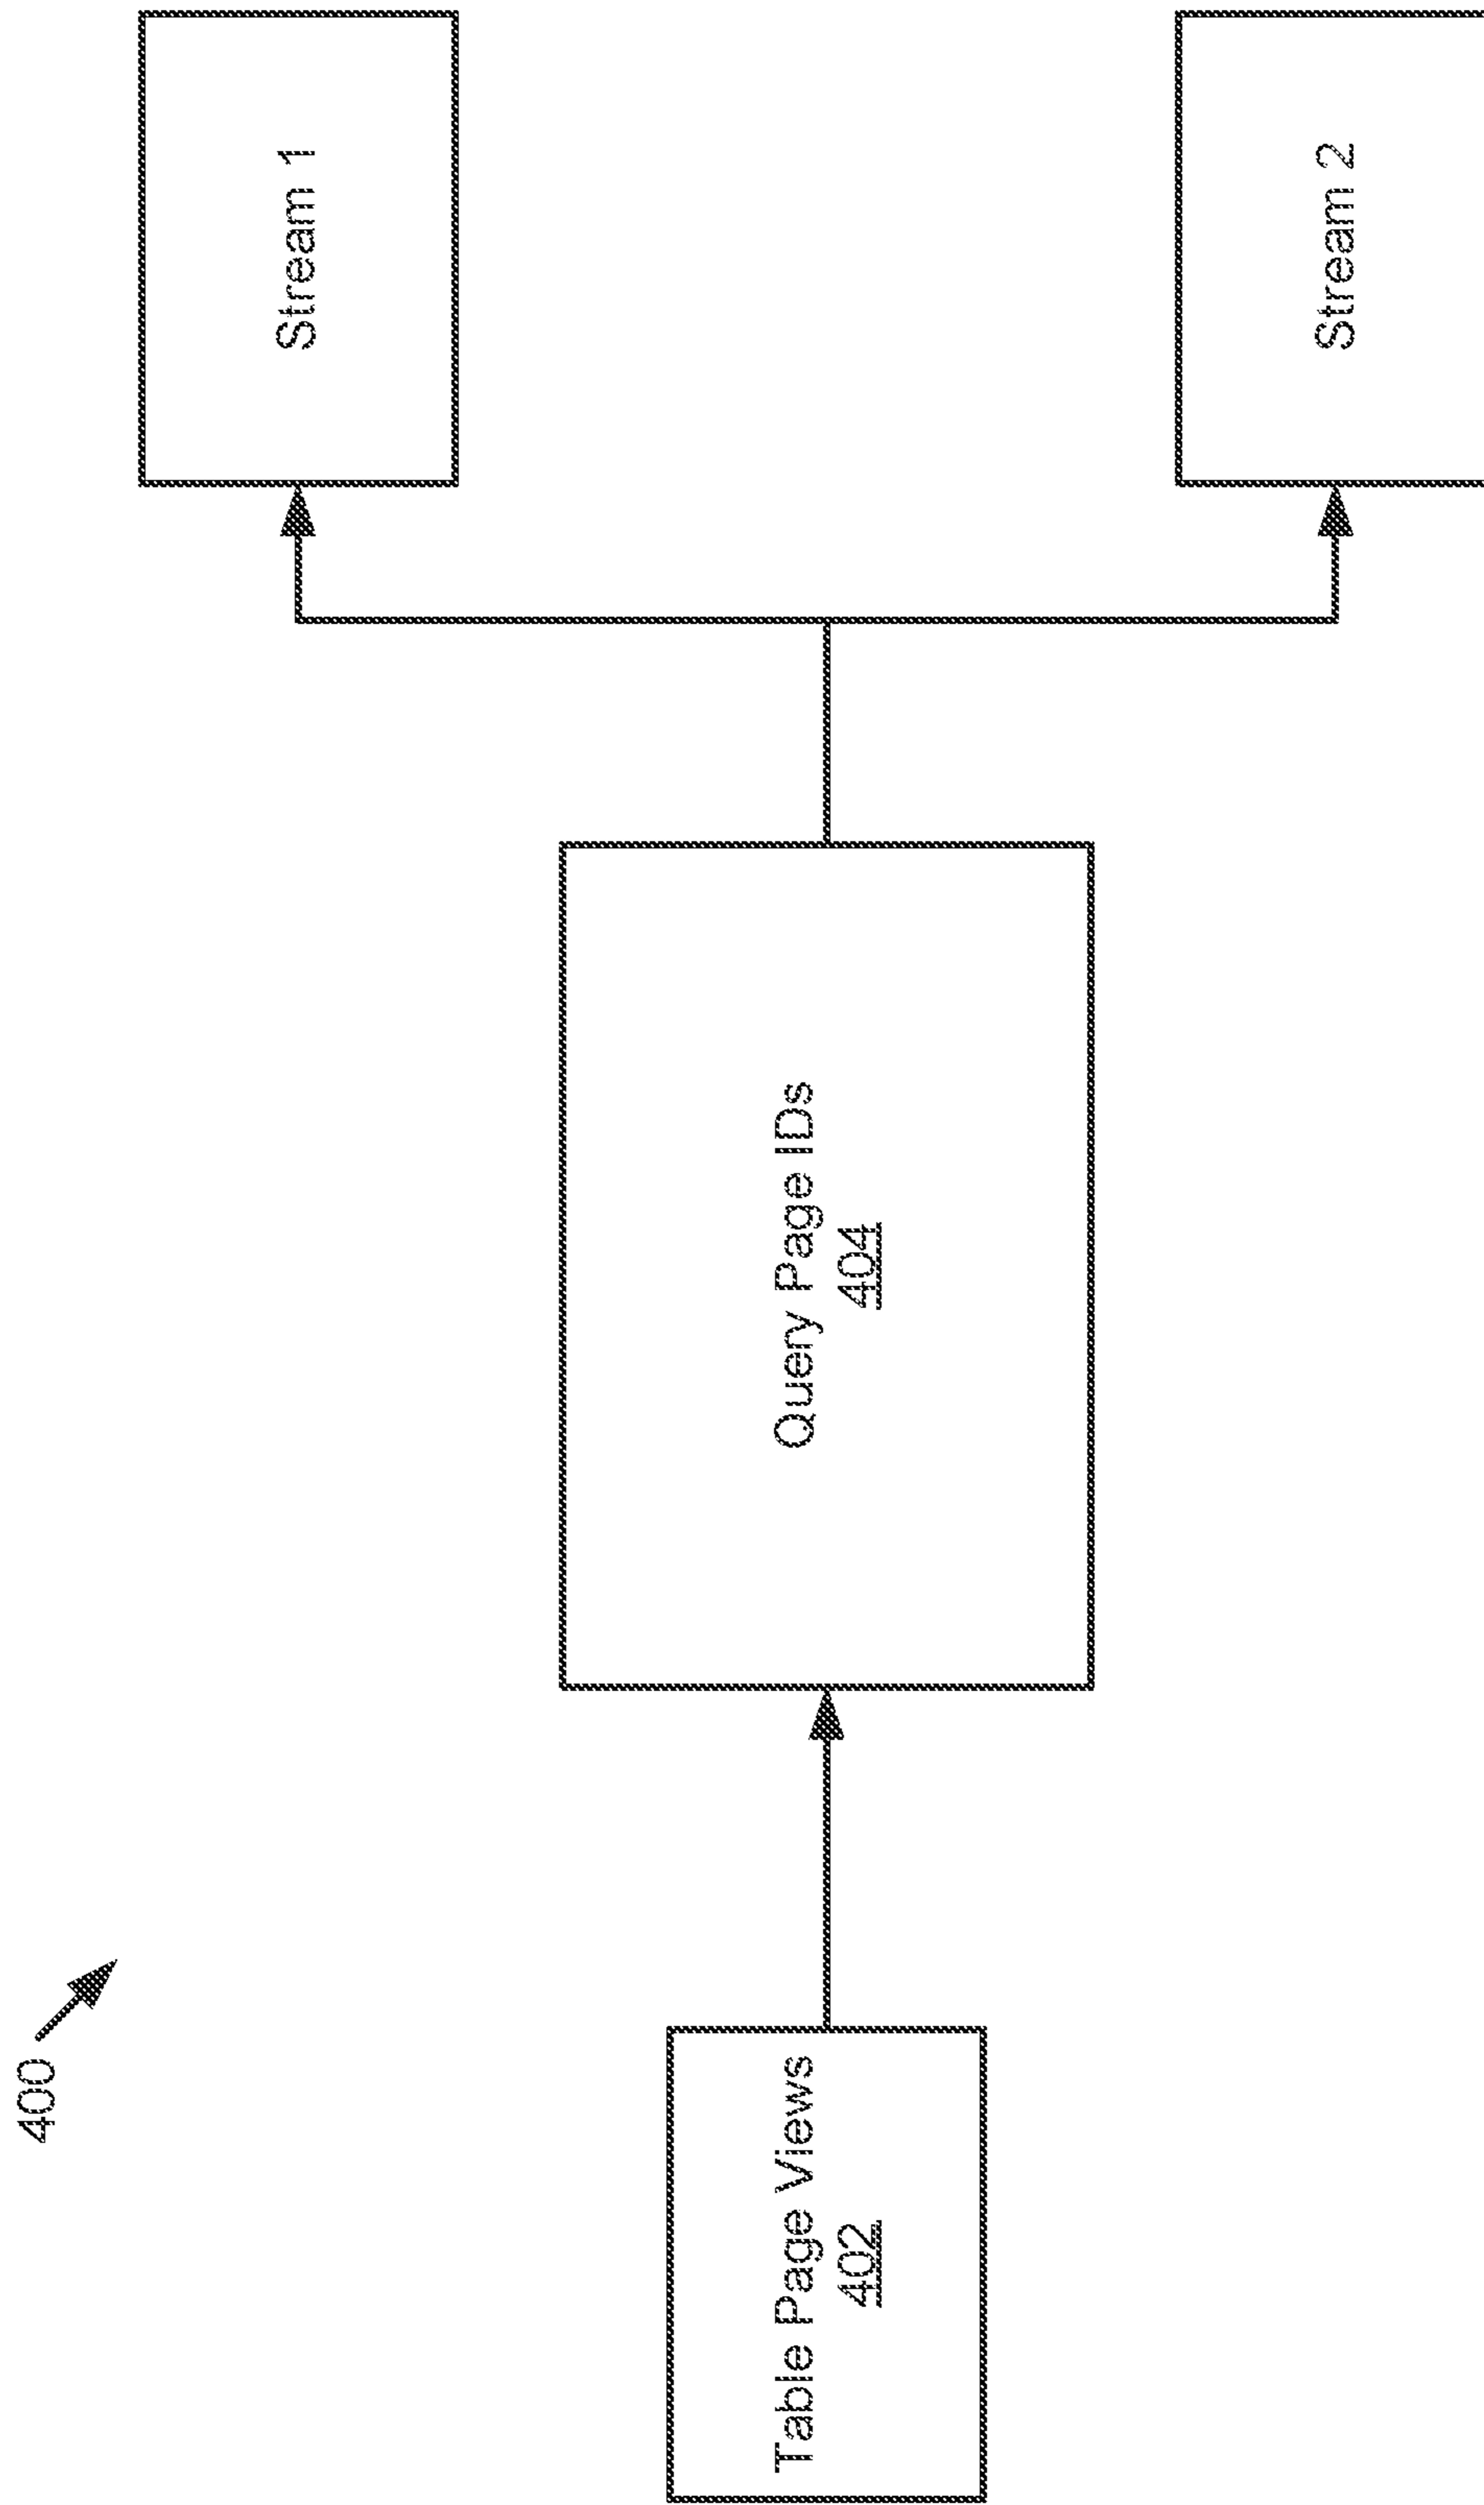 400
Table Page Views
402
Query Page IDs
404
Stream 1
Stream 2